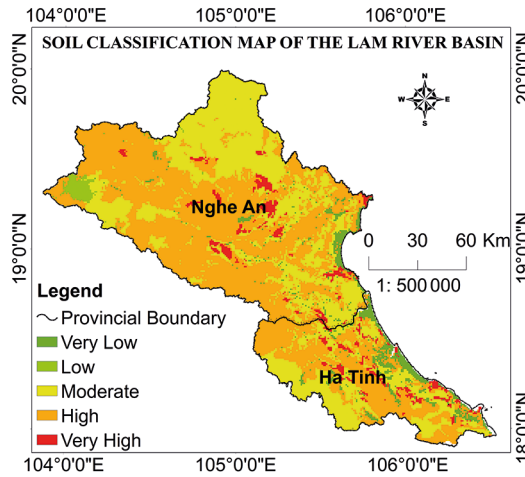 104°0'0"E 105°0'0"E 106°0'0"E
SOIL CLASSIFICATION MAP OF THE LAM RIVER BASIN
20°0'0"N
20°0'0"N
N
W E
S
Nghe An
19°0'0"N
19°0'0"N
0 30 60 Km
1: 500 000
Legend
Provincial Boundary
Very Low
Low
Moderate
High
Very High
Ha Tinh
18°0'0"N
104°0'0"E 105°0'0"E 106°0'0"E